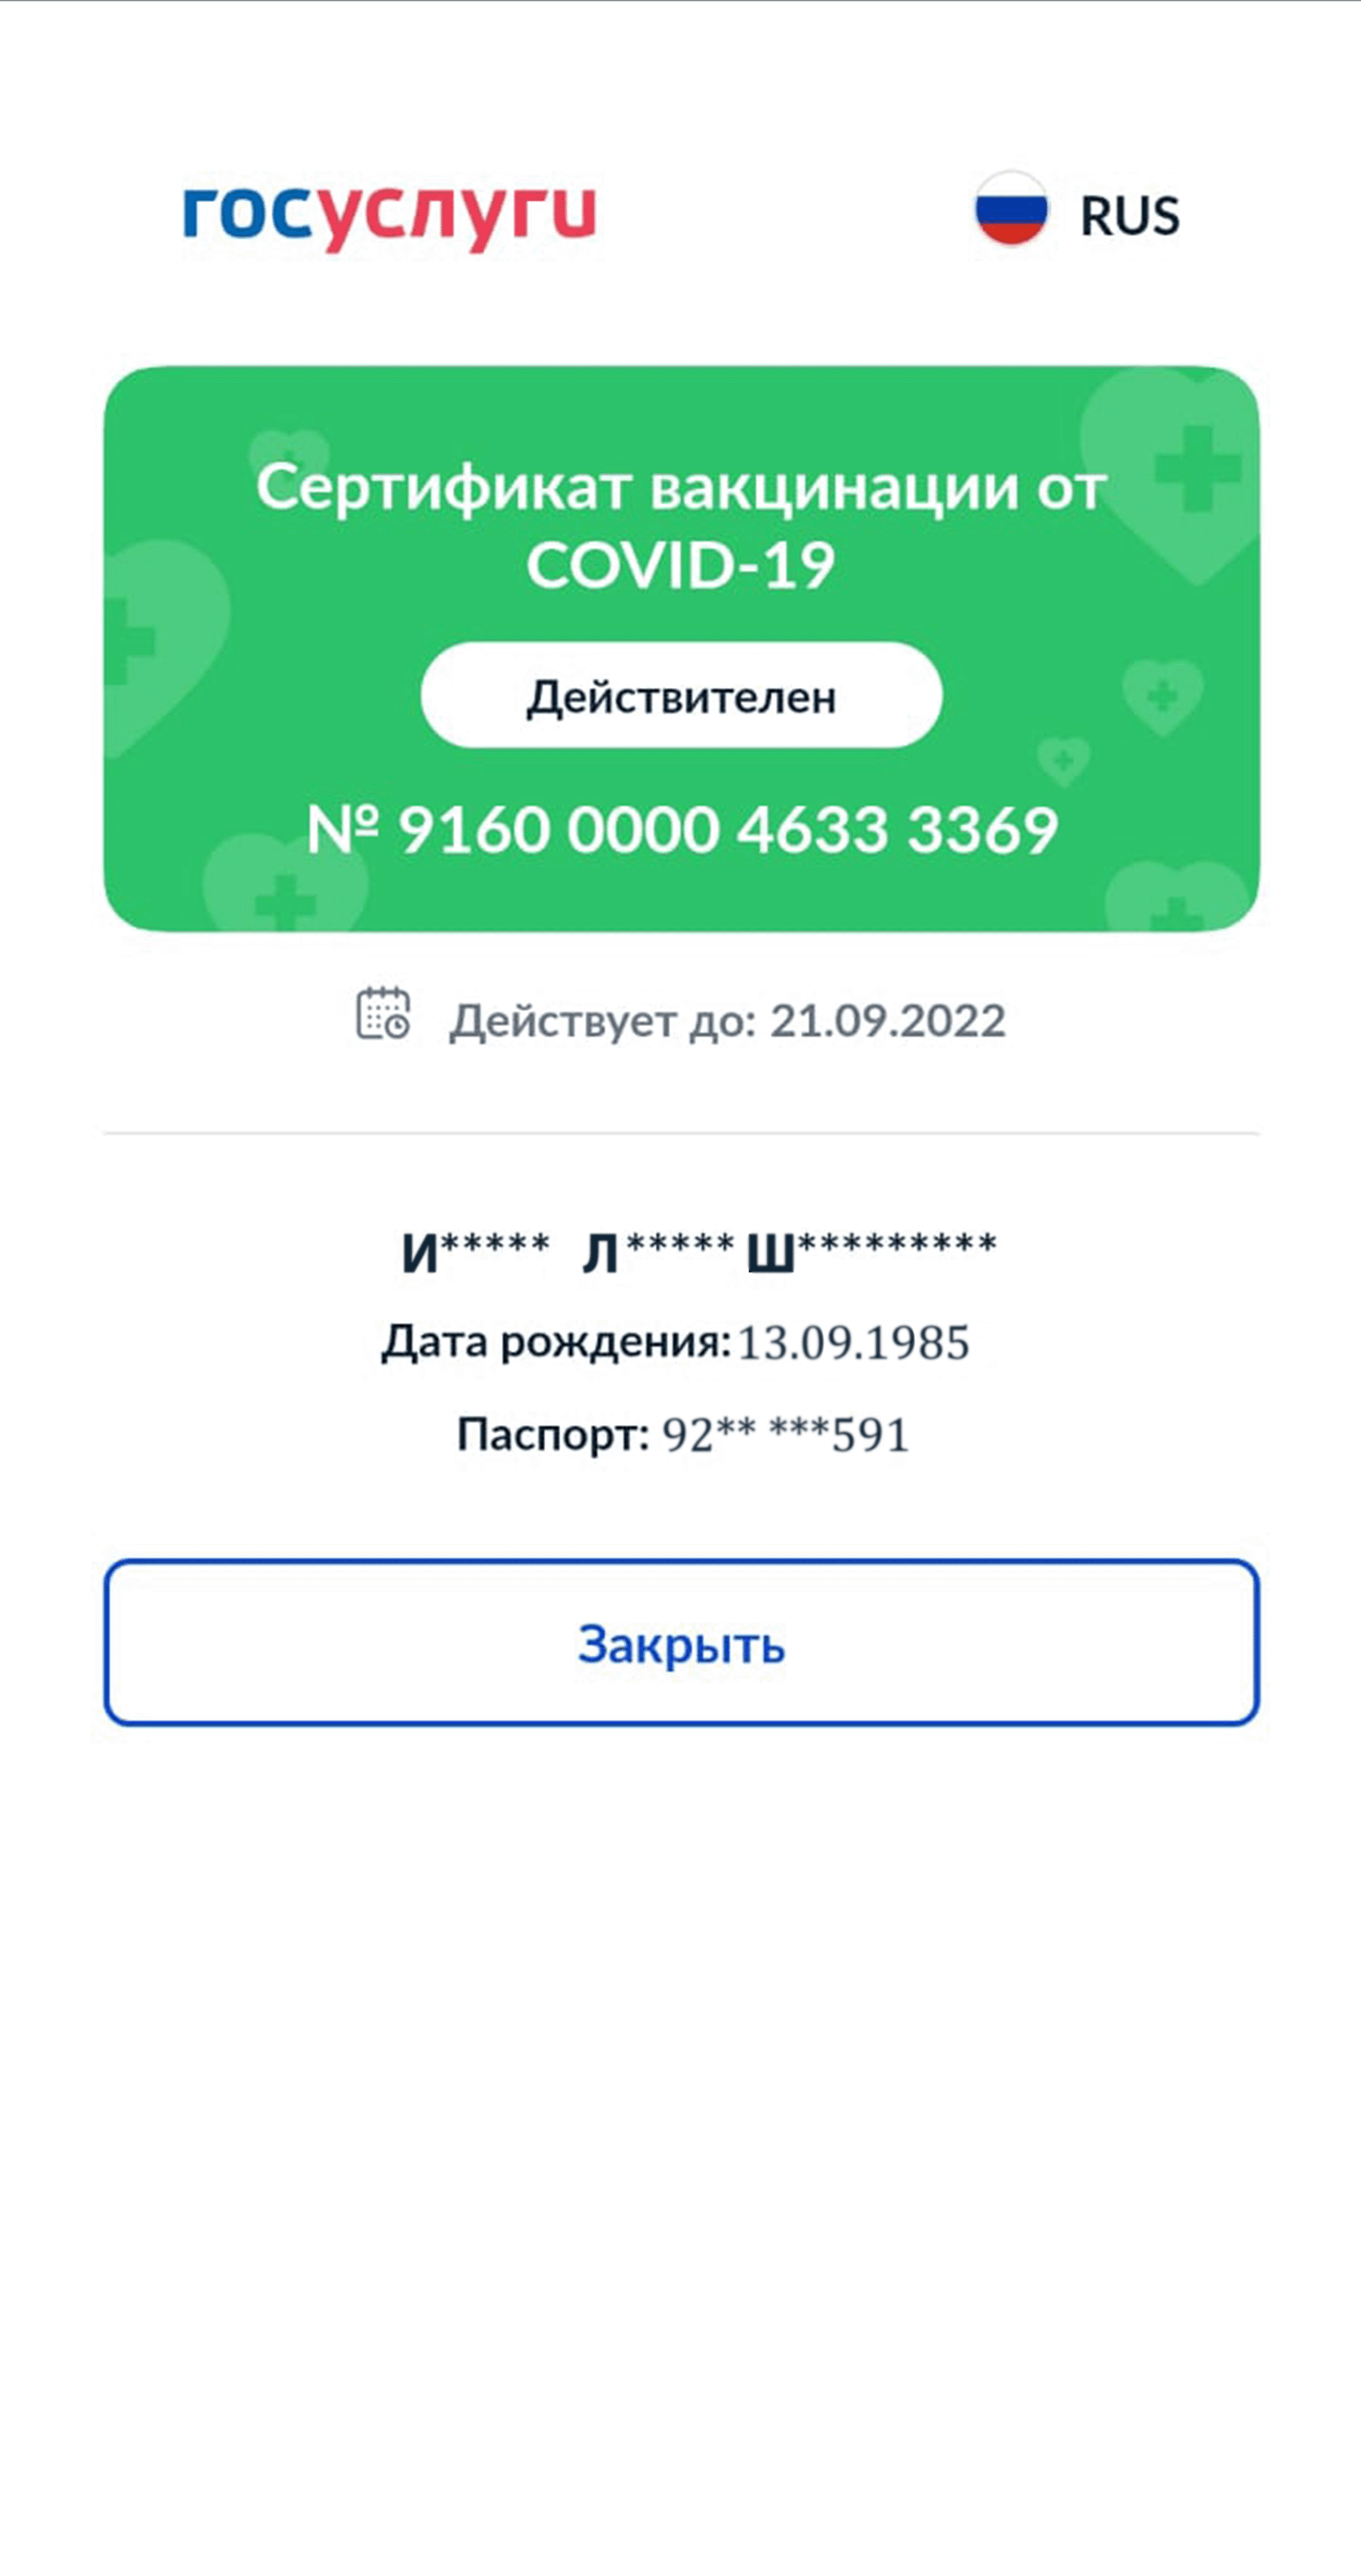 госуслуги RUS
Сертификат вакцинации от
COVID-19
Действителен
№ 9160 0000 4633 3369
Действует до: 21.09.2022
И***** Л***** Ш*********
Дата рождения: 13.09.1985
Паспорт: 92** ***591
Закрыть